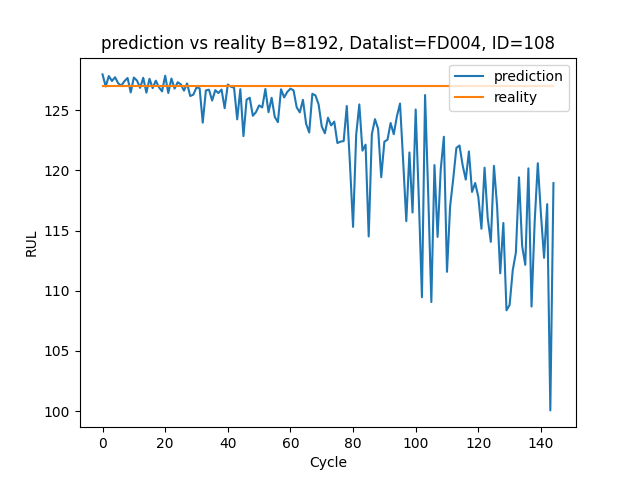 prediction vs reality B=8192, Datalist=FD004, ID=108
prediction
reality
RUL
125
120
115
110
105
100
0 20 40 60 80 100 120 140
Cycle